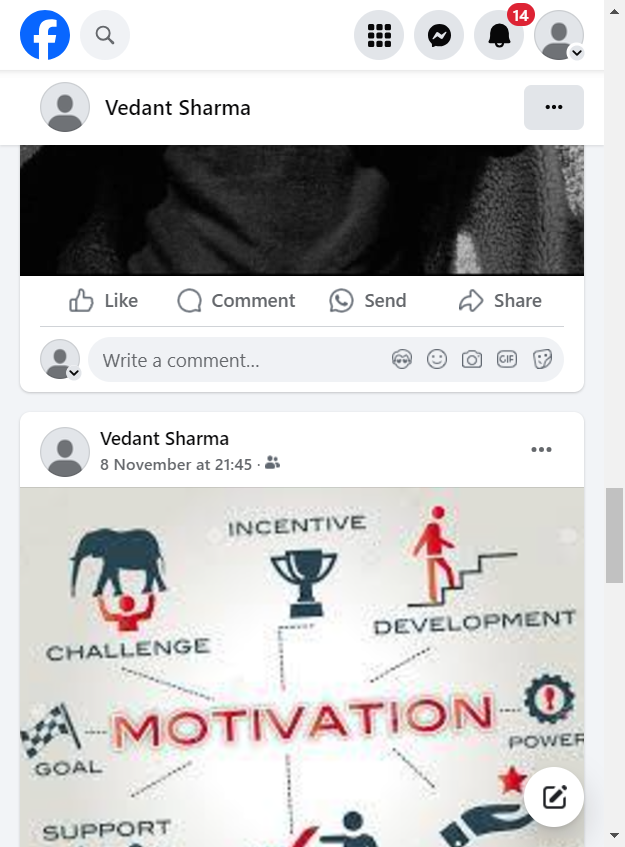 14
Vedant Sharma
Like Comment Send Share
Write a comment...
GIF
Vedant Sharma
8 November at 21:45 ·
INCENTIVE
CHALLENGE
DEVELOPMENT
MOTIVATION
GOAL
POWER
SUPPORT